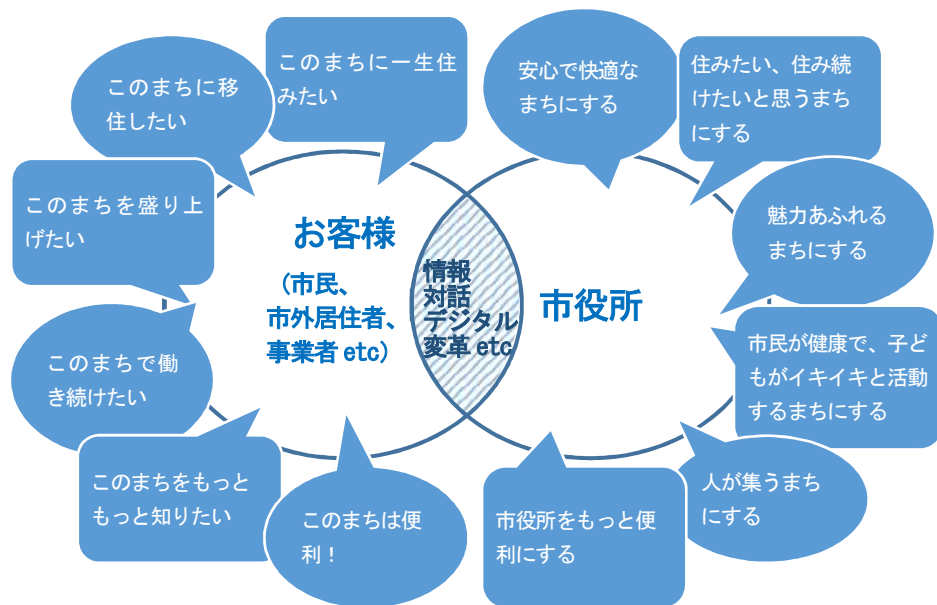 このまちに移
住したい
このまちに一生住
みたい
安心で快適な
まちにする
住みたい、住み続
けたいと思うまち
にする
このまちを盛り上
げたい
お客様
(市民、
市外居住者、
事業者 etc)
情報
対話
デジタル
変革 etc
市役所
魅力あふれる
まちにする
このまちで働
き続けたい
市民が健康で、子ど
もがイキイキと活動
するまちにする
このまちをもっと
もっと知りたい
このまちは便
利！
市役所をもっと便
利にする
人が集うまち
にする